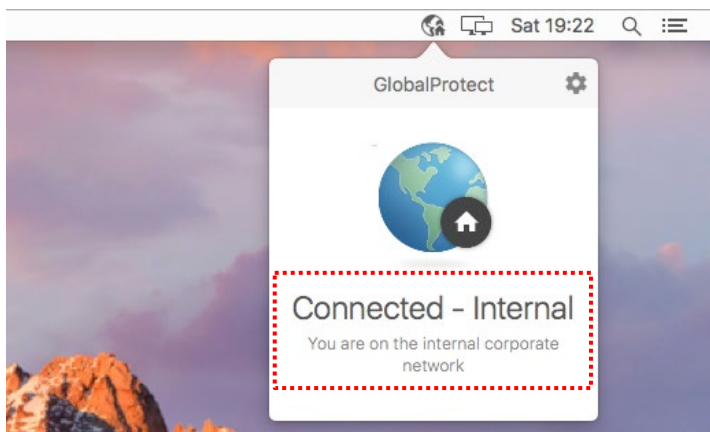 Sat 19:22
GlobalProtect
Connected - Internal
You are on the internal corporate
network